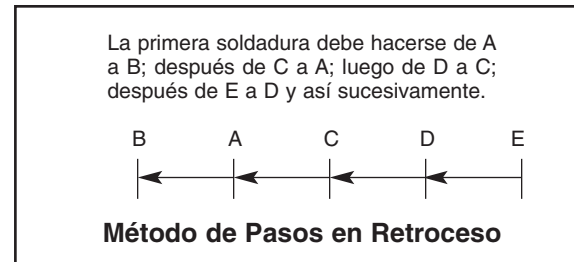 La primera soldadura debe hacerse de A
a B; después de C a A; luego de D a C;
después de E a D y así sucesivamente.
B A C D E
Método de Pasos en Retroceso